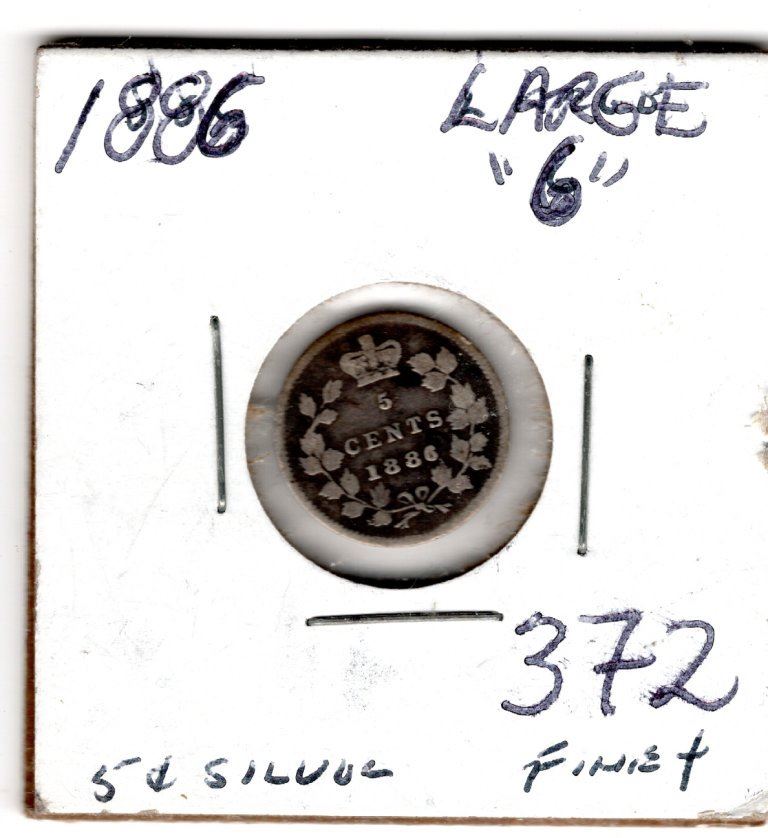 1886 LARGE
"6"
5
CENTS
1886
372
5¢ SILVER FINE+